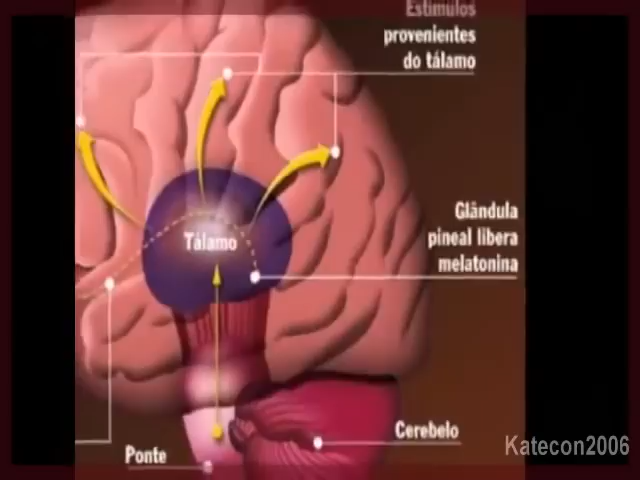 Estímulos
provenientes
do tálamo
Glândula
pineal libera
melatonina
Tálamo
Cerebelo
Ponte
Katecon2006